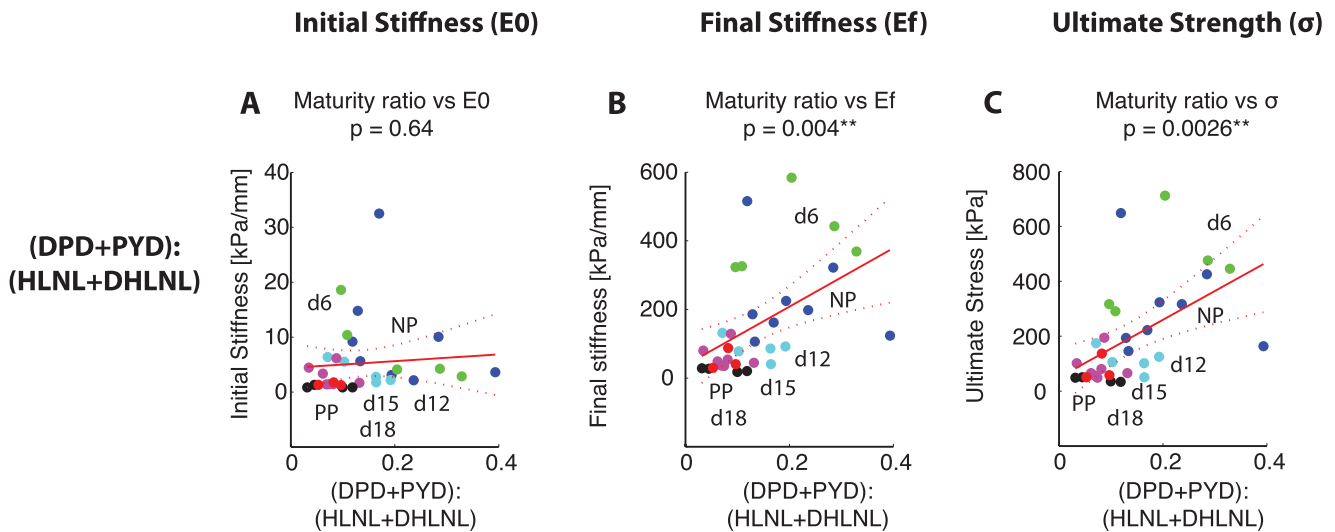 Initial Stiffness (E0)
Final Stiffness (Ef)
Ultimate Strength (σ)
(DPD+PYD):
(HLNL+DHLNL)
A
Maturity ratio vs E0
p = 0.64
Initial Stiffness [kPa/mm]
40
30
20
10
0
d6
NP
PP
d15
d12
d18
0
0.2
0.4
(DPD+PYD):
(HLNL+DHLNL)
B
Maturity ratio vs Ef
p = 0.004**
Final stiffness [kPa/mm]
600
400
200
0
d6
NP
d12
PP
d15
d18
0
0.2
0.4
(DPD+PYD):
(HLNL+DHLNL)
C
Maturity ratio vs σ
p = 0.0026**
Ultimate Stress [kPa]
800
600
400
200
0
d6
NP
d12
PP
d15
d18
0
0.2
0.4
(DPD+PYD):
(HLNL+DHLNL)